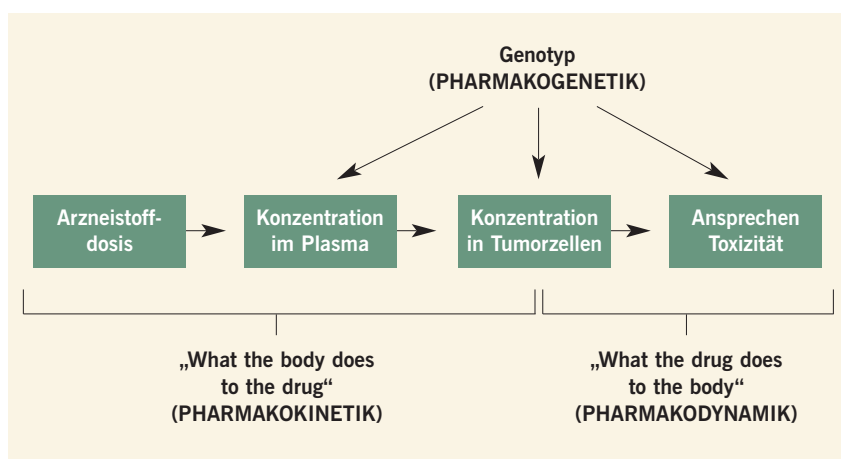 Genotyp
(PHARMAKOGENETIK)
Arzneistoff-
dosis
Konzentration
im Plasma
Konzentration
in Tumorzellen
Ansprechen
Toxizität
„What the body does
to the drug“
(PHARMAKOKINETIK)
„What the drug does
to the body“
(PHARMAKODYNAMIK)